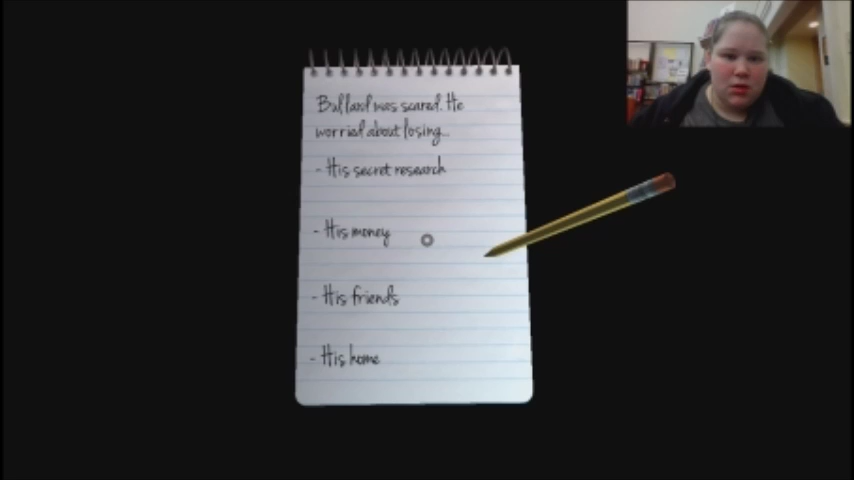 Ballard was scared. He
worried about losing...
- His secret research
- His money
- His friends
- His home